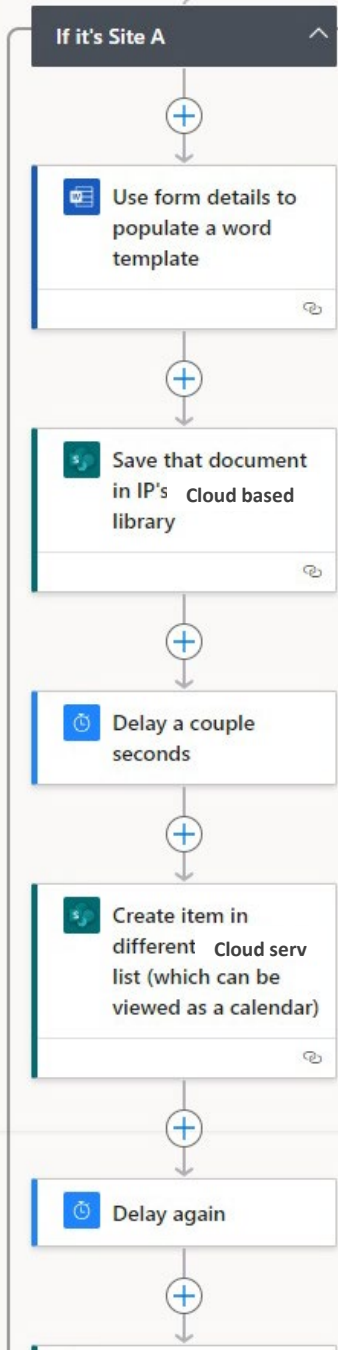 If it's Site A
Use form details to
populate a word
template
Save that document
in IP's Cloud based
library
Delay a couple
seconds
Create item in
different Cloud serv
list (which can be
viewed as a calendar)
Delay again